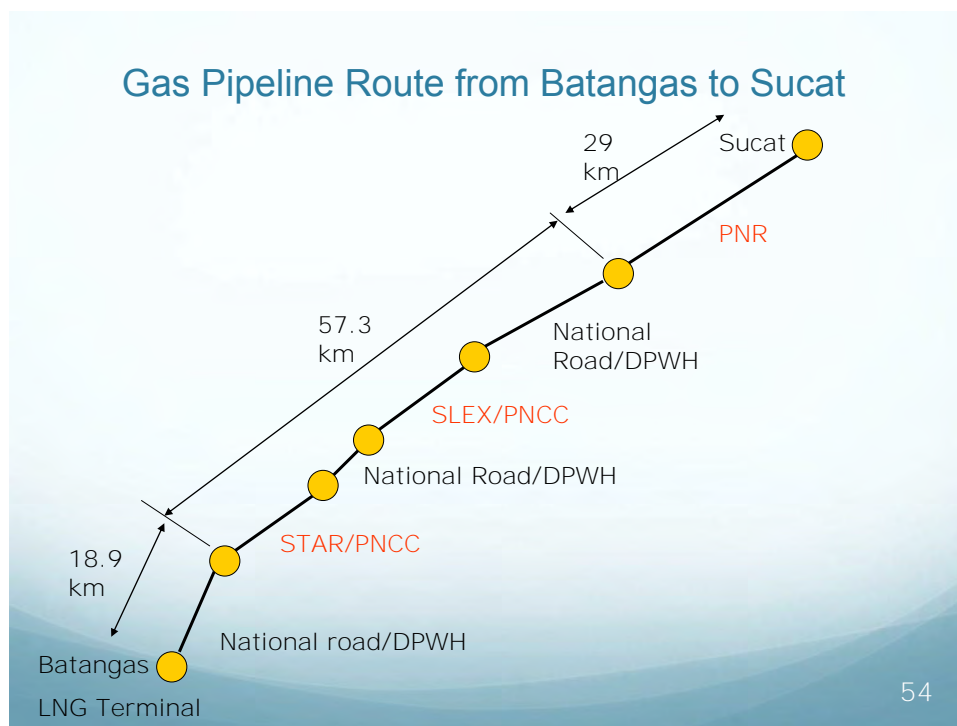 Gas Pipeline Route from Batangas to Sucat
29
km
Sucat
PNR
57.3
km
National
Road/DPWH
SLEX/PNCC
National Road/DPWH
STAR/PNCC
18.9
km
National road/DPWH
Batangas
LNG Terminal
54